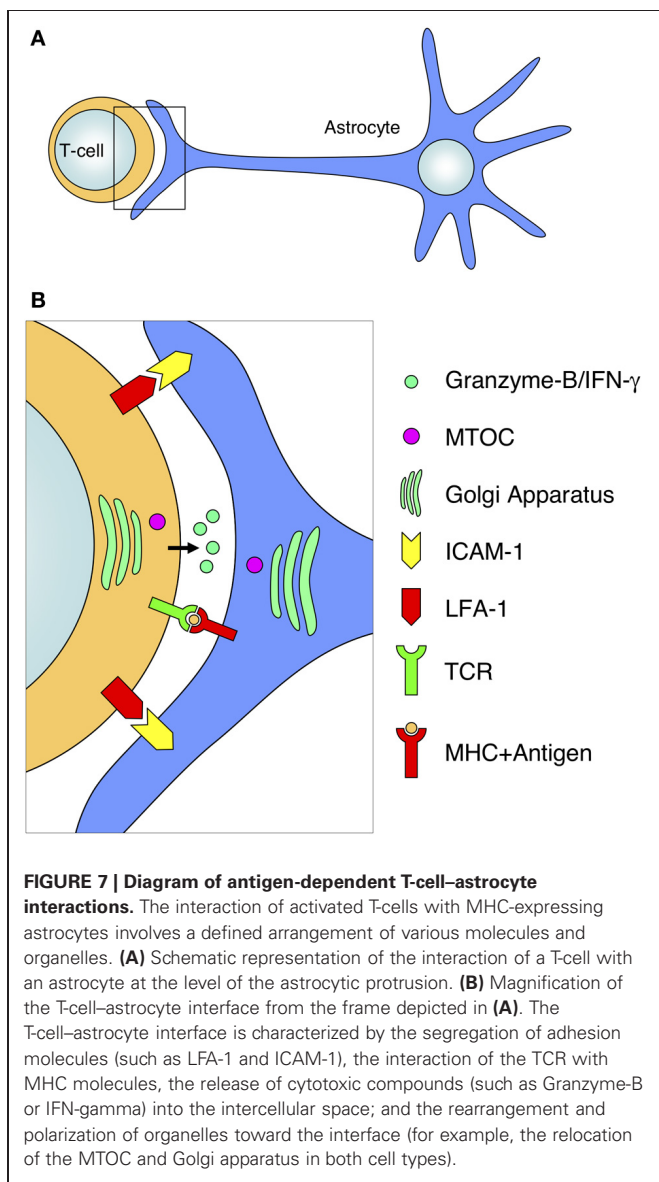 A
T-cell
Astrocyte
B
Granzyme-B/IFN-γ
MTOC
Golgi Apparatus
ICAM-1
LFA-1
TCR
MHC+Antigen
FIGURE 7 | Diagram of antigen-dependent T-cell–astrocyte
interactions. The interaction of activated T-cells with MHC-expressing
astrocytes involves a defined arrangement of various molecules and
organelles. (A) Schematic representation of the interaction of a T-cell with
an astrocyte at the level of the astrocytic protrusion. (B) Magnification of
the T-cell–astrocyte interface from the frame depicted in (A). The
T-cell–astrocyte interface is characterized by the segregation of adhesion
molecules (such as LFA-1 and ICAM-1), the interaction of the TCR with
MHC molecules, the release of cytotoxic compounds (such as Granzyme-B
or IFN-gamma) into the intercellular space; and the rearrangement and
polarization of organelles toward the interface (for example, the relocation
of the MTOC and Golgi apparatus in both cell types).